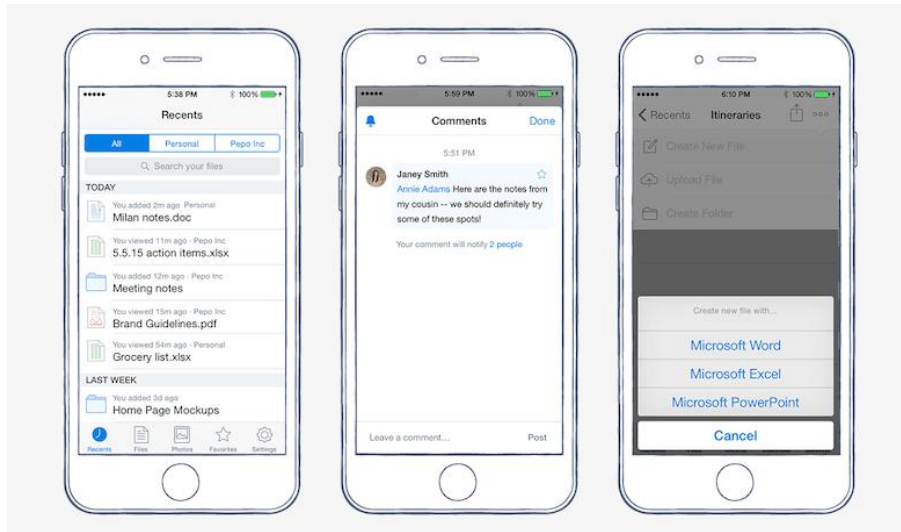 5:38 PM
100%
Recents
All
Personal
Pepo Inc
Search your files
TODAY
You added 2m ago Personal
Milan notes.doc
You viewed 11m ago - Pepo Inc
5.5.15 action items.xlsx
You added 12m ago - Pepo Inc
Meeting notes
You viewed 15m ago - Pepo Inc
Brand Guidelines.pdf
You viewed 54m ago - Personal
Grocery list.xlsx
LAST WEEK
You added 3d ago
Home Page Mockups
Recents
Files
Photos
Favorites
Settings
5:59 PM
100%
Comments
Done
5:51 PM
Janey Smith
Annie Adams Here are the notes from
my cousin -- we should definitely try
some of these spots!
Your comment will notify 2 people
Leave a comment...
Post
6:10 PM
100%
Recents
Itineraries
Create New File
Upload File
Create Folder
Create new file with...
Microsoft Word
Microsoft Excel
Microsoft PowerPoint
Cancel